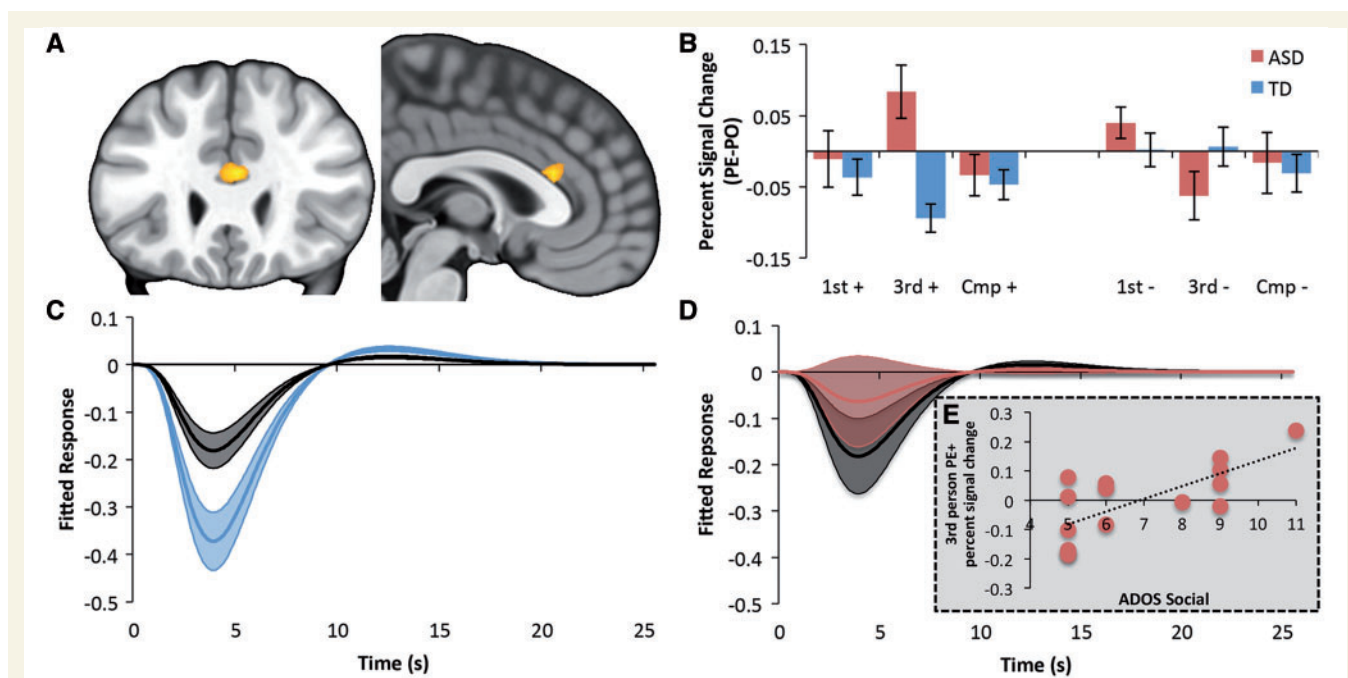 A
B
0.15
0.05
-0.05
-0.15
Percent Signal Change
(PE-PO)
ASD
TD
1st + 3rd + Cmp + 1st - 3rd - Cmp -
C
0.1
0
-0.1
-0.2
-0.3
-0.4
-0.5
Fitted Response
0 5 10 15 20 25
Time (s)
D
0.1
0
-0.1
-0.2
-0.3
-0.4
-0.5
Fitted Repsonse
0 5 10 15 20 25
Time (s)
E
0.3
0.2
0.1
0
-0.1
-0.2
-0.3
3rd person PE+
percent signal change
4 5 6 7 8 9 10 11
ADOS Social